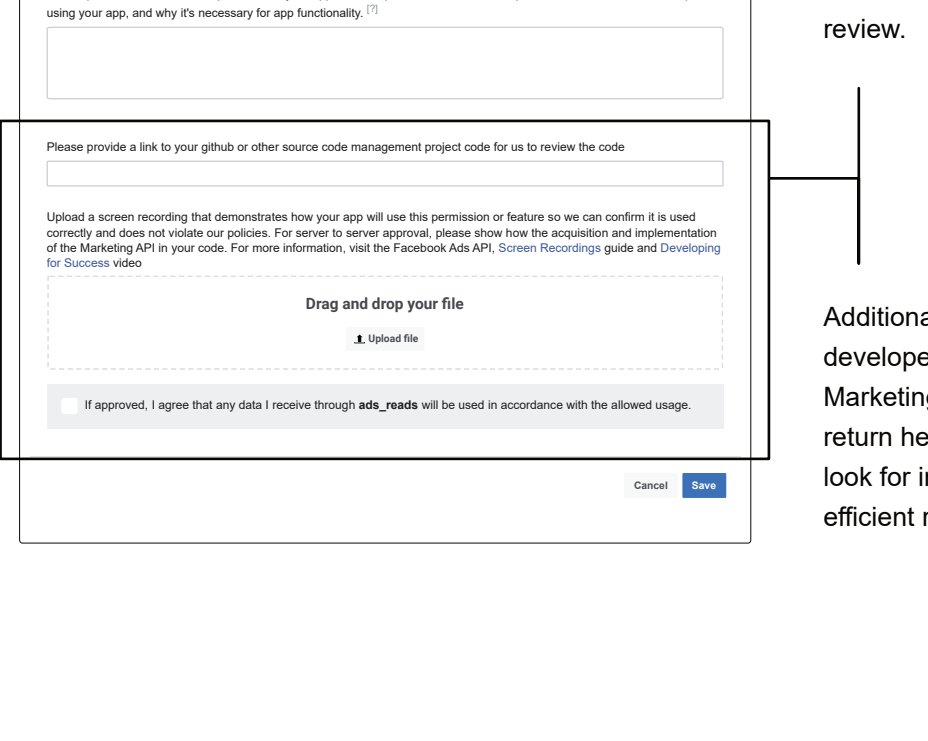 using your app, and why it's necessary for app functionality. [?]
Please provide a link to your github or other source code management project code for us to review the code
Upload a screen recording that demonstrates how your app will use this permission or feature so we can confirm it is used
correctly and does not violate our policies. For server to server approval, please show how the acquisition and implementation
of the Marketing API in your code. For more information, visit the Facebook Ads API, Screen Recordings guide and Developing
for Success video
Drag and drop your file
Upload file
If approved, I agree that any data I receive through ads_reads will be used in accordance with the allowed usage.
Cancel Save
review.
Additiona
develope
Marketing
return he
look for i
efficient